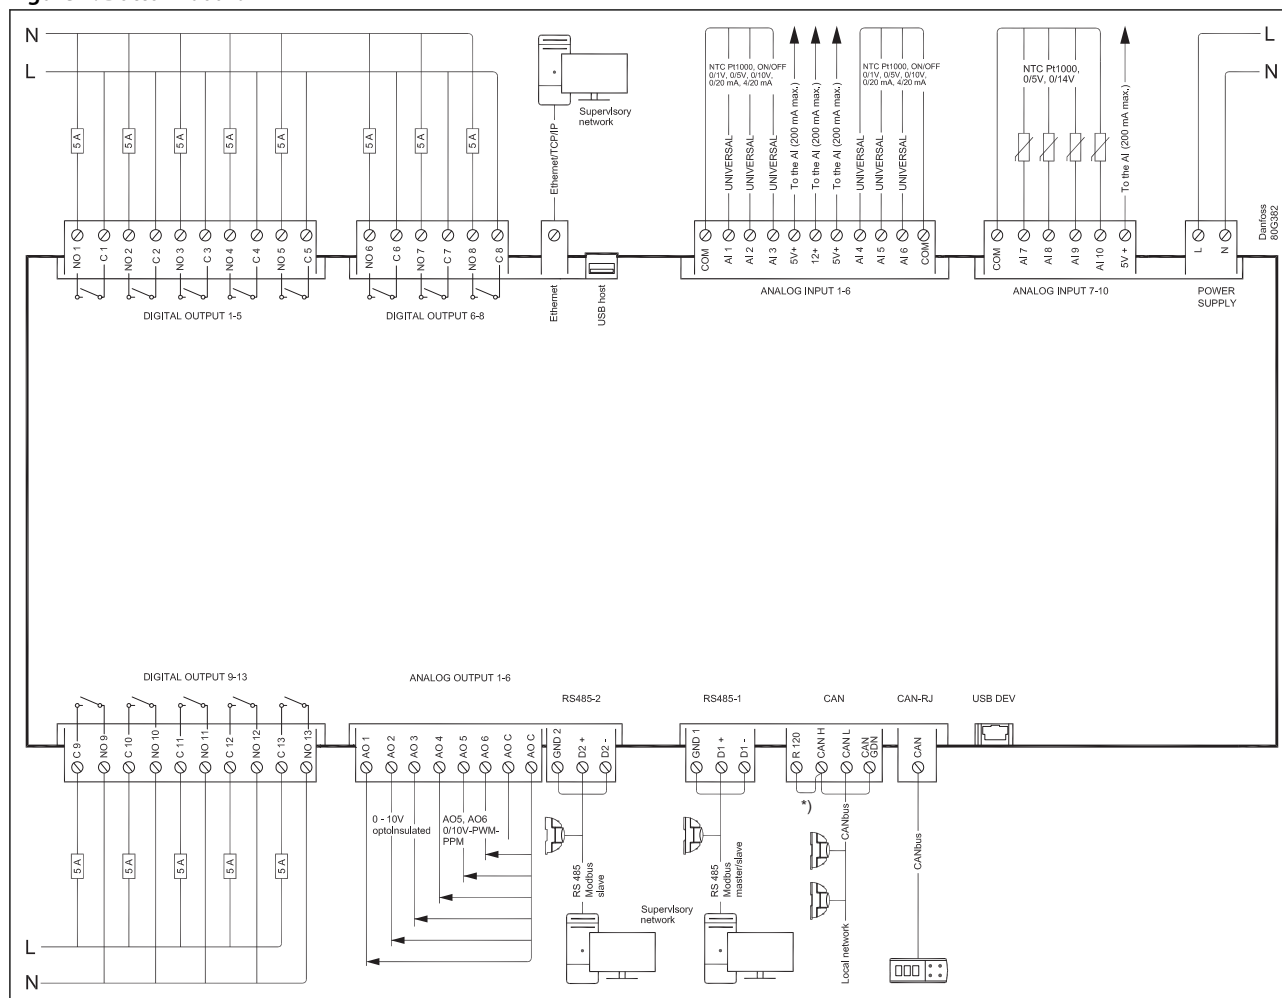 N
L
5 A
5 A
5 A
5 A
5 A
5 A
5 A
5 A
Ethernet/TCP/IP
Supervisory
network
NTC Pt1000, ON/OFF
0/1V, 0/5V, 0/10V,
0/20 mA, 4/20 mA
UNIVERSAL
UNIVERSAL
UNIVERSAL
To the AI (200 mA max.)
To the AI (200 mA max.)
To the AI (200 mA max.)
NTC Pt1000, ON/OFF
0/1V, 0/5V, 0/10V,
0/20 mA, 4/20 mA
UNIVERSAL
UNIVERSAL
UNIVERSAL
NTC Pt1000,
0/5V, 0/14V
To the AI (200 mA max.)
L
N
Danfoss
80G382
NO 1
C 1
NO 2
C 2
NO 3
C 3
NO 4
C 4
NO 5
C 5
DIGITAL OUTPUT 1-5
NO 6
C 6
NO 7
C 7
NO 8
C 8
DIGITAL OUTPUT 6-8
Ethernet
USB host
COM
AI 1
AI 2
AI 3
5V+
12+
5V+
AI 4
AI 5
AI 6
COM
ANALOG INPUT 1-6
COM
AI 7
AI 8
AI 9
AI 10
5V +
ANALOG INPUT 7-10
L
N
POWER
SUPPLY
DIGITAL OUTPUT 9-13
C 9
NO 9
C 10
NO 10
C 11
NO 11
C 12
NO 12
C 13
NO 13
5 A
5 A
5 A
5 A
5 A
L
N
ANALOG OUTPUT 1-6
AO 1
AO 2
AO 3
AO 4
AO 5
AO 6
AO C
AO C
0 - 10V
optoInsulated
AO5, AO6
0/10V-PWM-
PPM
RS485-2
GND 2
D2 +
D2 -
RS 485
Modbus
slave
Supervisory
network
RS485-1
GND 1
D1 +
D1 -
RS 485
Modbus
master/slave
CAN
R 120
CAN H
CAN L
CAN
GDN
*)
CANbus
Local network
CAN-RJ
CAN
CANbus
USB DEV